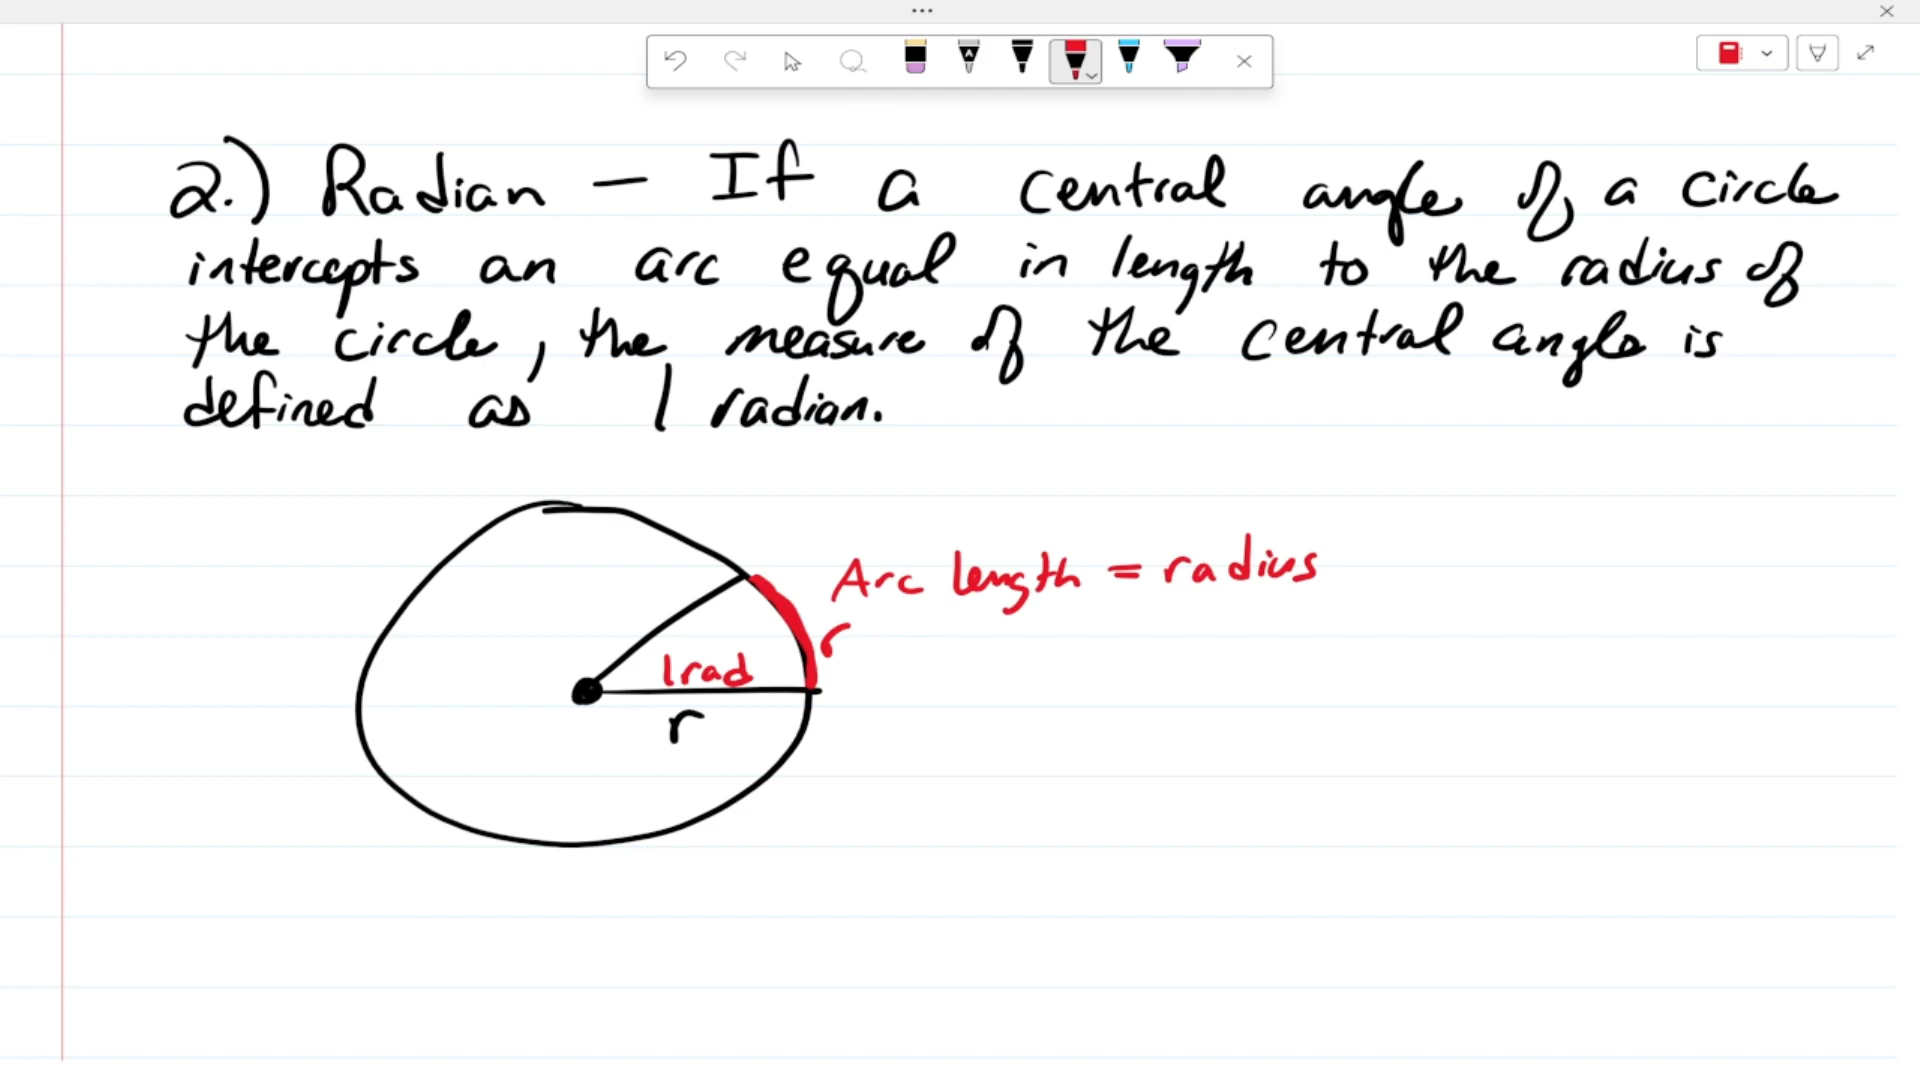 2.) Radian - If a central angle of a circle
intercepts an arc equal in length to the radius of
the circle, the measure of the central angle is
defined as 1 radian.
Arc length = radius
r
1rad
r